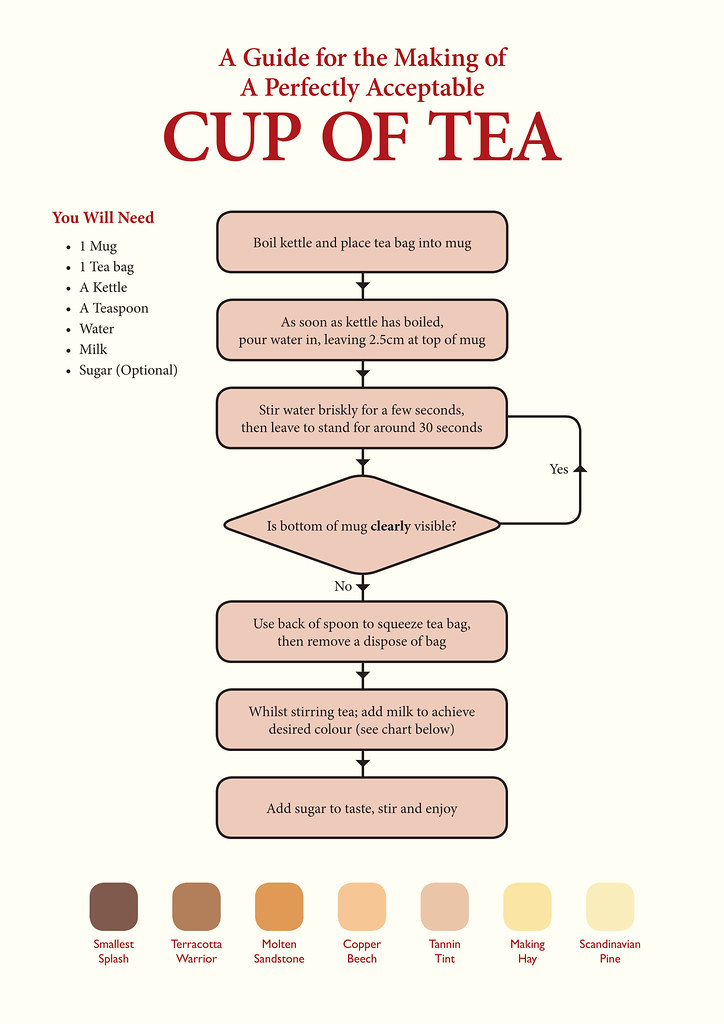 A Guide for the Making of
A Perfectly Acceptable
CUP OF TEA
You Will Need
• 1 Mug
• 1 Tea bag
• A Kettle
• A Teaspoon
• Water
• Milk
• Sugar (Optional)
Boil kettle and place tea bag into mug
As soon as kettle has boiled,
pour water in, leaving 2.5cm at top of mug
Stir water briskly for a few seconds,
then leave to stand for around 30 seconds
Yes
Is bottom of mug clearly visible?
No
Use back of spoon to squeeze tea bag,
then remove a dispose of bag
Whilst stirring tea; add milk to achieve
desired colour (see chart below)
Add sugar to taste, stir and enjoy
Smallest
Splash
Terracotta
Warrior
Molten
Sandstone
Copper
Beech
Tannin
Tint
Making
Hay
Scandinavian
Pine